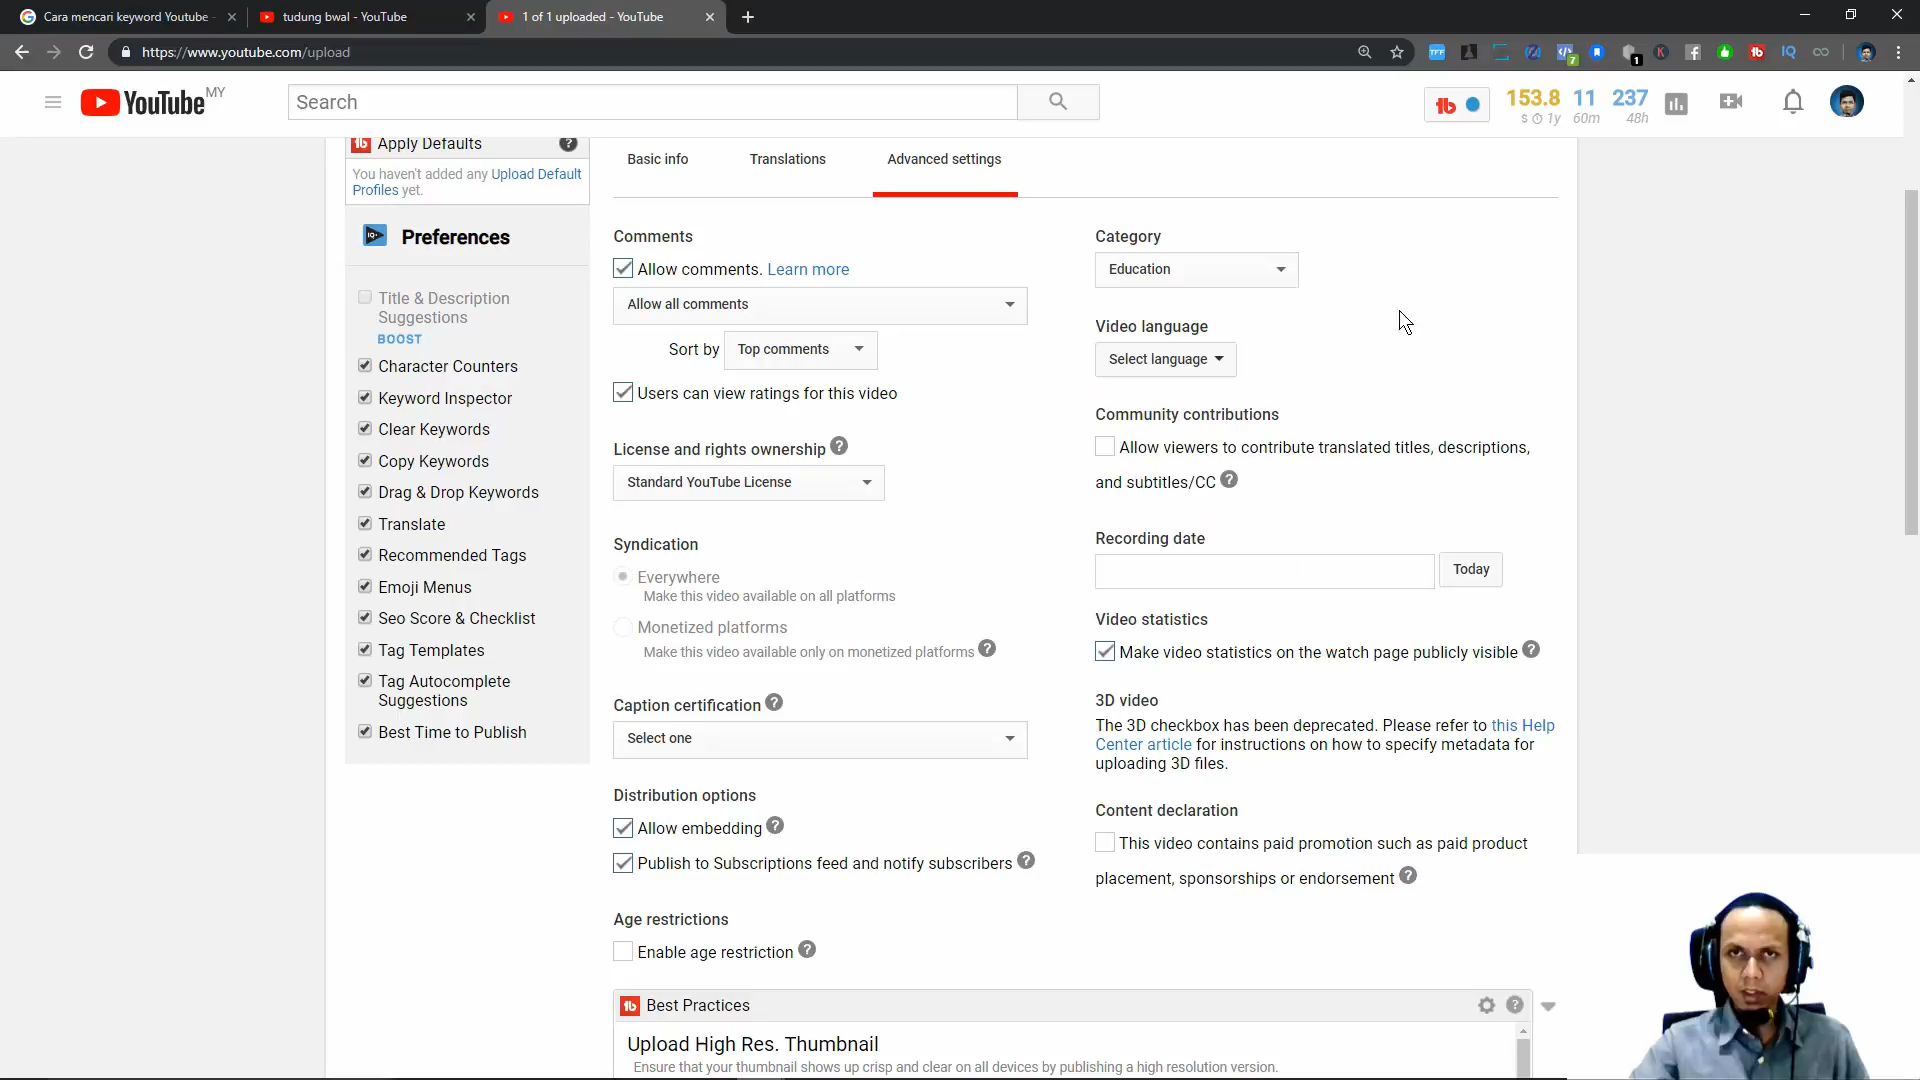 Cara mencari keyword Youtube -
tudung bwal - YouTube
1 of 1 uploaded - YouTube
https://www.youtube.com/upload
YouTube MY
Search
153.8 11 237
1y 60m 48h
Apply Defaults
You haven't added any Upload Default
Profiles yet.
Preferences
Title & Description
Suggestions
BOOST
Character Counters
Keyword Inspector
Clear Keywords
Copy Keywords
Drag & Drop Keywords
Translate
Recommended Tags
Emoji Menus
Seo Score & Checklist
Tag Templates
Tag Autocomplete
Suggestions
Best Time to Publish
Basic info
Translations
Advanced settings
Comments
Allow comments. Learn more
Allow all comments
Sort by Top comments
Users can view ratings for this video
License and rights ownership
Standard YouTube License
Syndication
Everywhere
Make this video available on all platforms
Monetized platforms
Make this video available only on monetized platforms
Caption certification
Select one
Distribution options
Allow embedding
Publish to Subscriptions feed and notify subscribers
Age restrictions
Enable age restriction
Category
Education
Video language
Select language
Community contributions
Allow viewers to contribute translated titles, descriptions,
and subtitles/CC
Recording date
Today
Video statistics
Make video statistics on the watch page publicly visible
3D video
The 3D checkbox has been deprecated. Please refer to this Help
Center article for instructions on how to specify metadata for
uploading 3D files.
Content declaration
This video contains paid promotion such as paid product
placement, sponsorships or endorsement
Best Practices
Upload High Res. Thumbnail
Ensure that your thumbnail shows up crisp and clear on all devices by publishing a high resolution version.